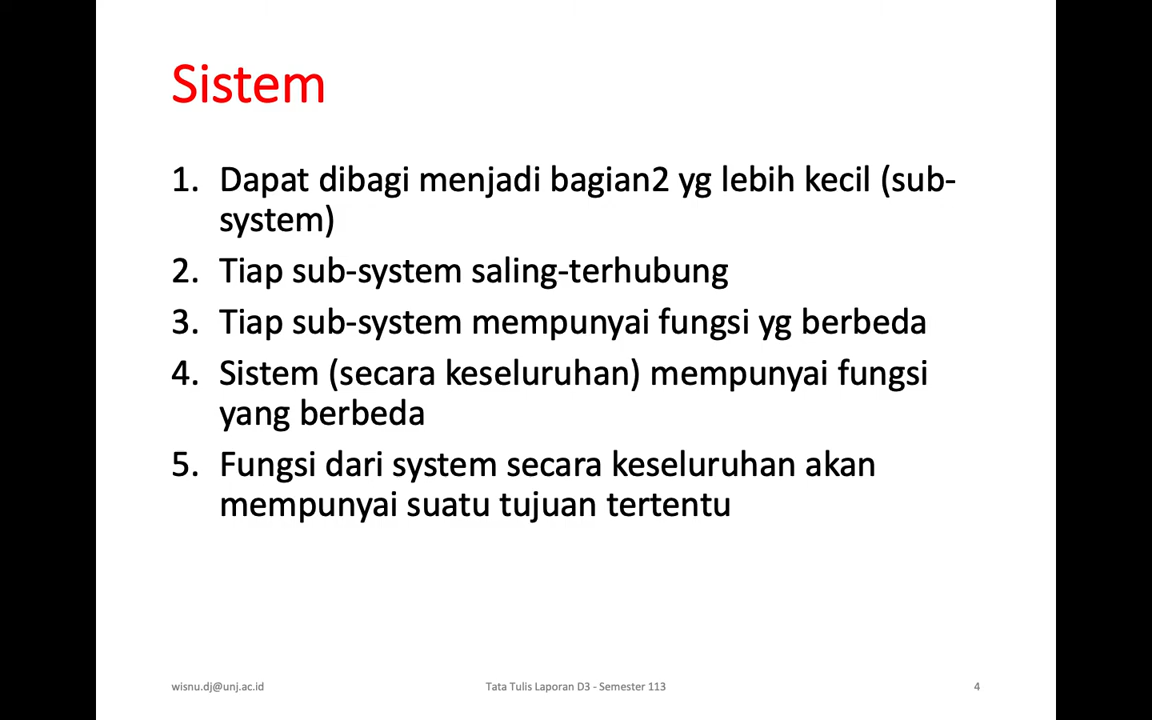 Sistem
1. Dapat dibagi menjadi bagian2 yg lebih kecil (sub-
system)
2. Tiap sub-system saling-terhubung
3. Tiap sub-system mempunyai fungsi yg berbeda
4. Sistem (secara keseluruhan) mempunyai fungsi
yang berbeda
5. Fungsi dari system secara keseluruhan akan
mempunyai suatu tujuan tertentu
wisnu.dj@unj.ac.id
Tata Tulis Laporan D3 - Semester 113
4